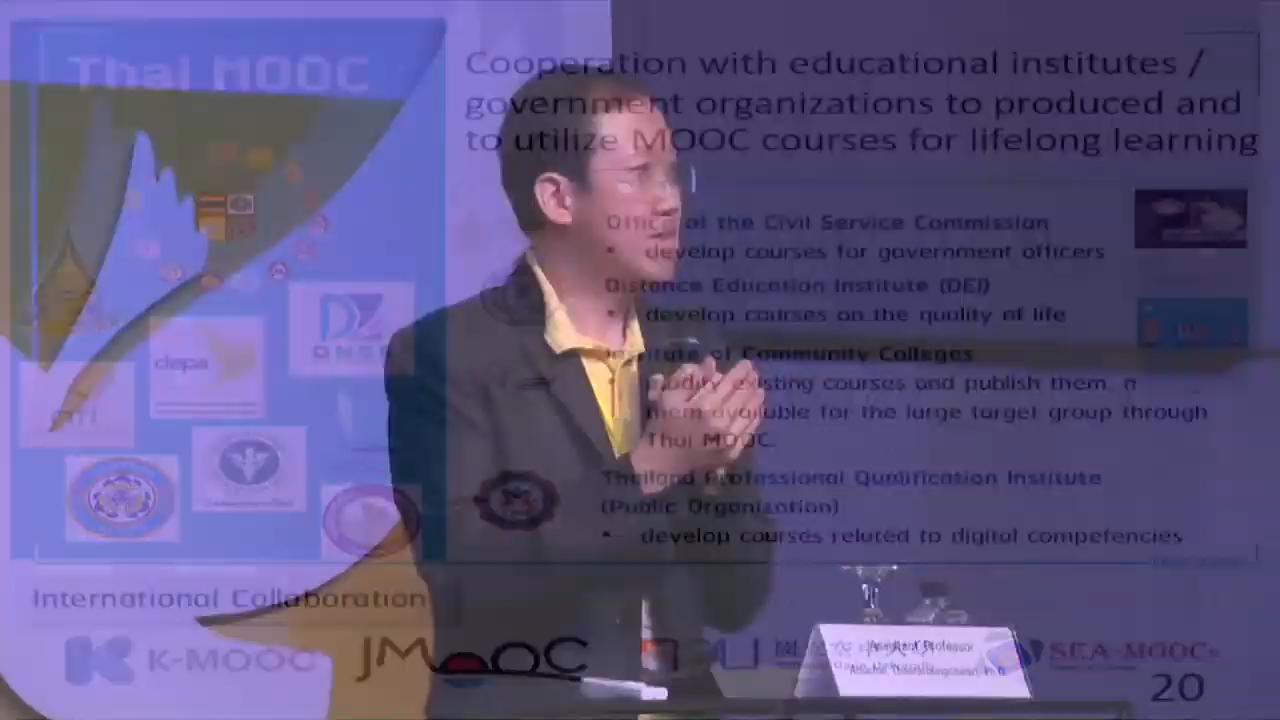 Thai MOOC
Cooperation with educational institutes /
government organizations to produced and
to utilize MOOC courses for lifelong learning
Office of the Civil Service Commission
• develop courses for government officers
Distance Education Institute (DEI)
• develop courses on the quality of life
Institute of Community Colleges
modify existing courses and publish them,
them available for the large target group through
Thai MOOC.
Thailand Professional Qualification Institute
(Public Organization)
• develop courses related to digital competencies
depa
International Collaboration
K-MOOC
JMOOC
SEA-MOOCs
Assistant Professor
20